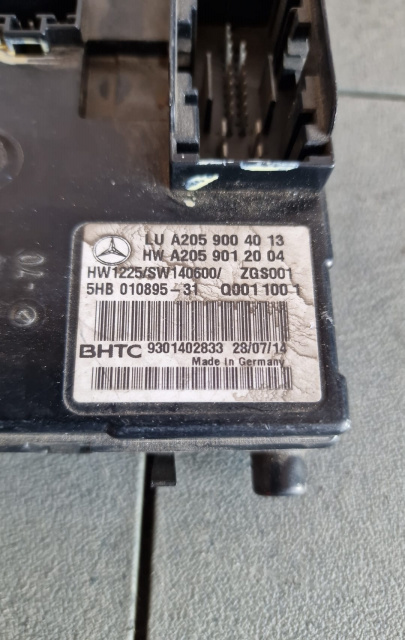 LU A205 900 40 13
HW A205 901 20 04
HW1225/SW140600/ ZGS001
5HB 010895-31 Q001 100 1
BHTC 9301402833 28/07/14
Made in Germany